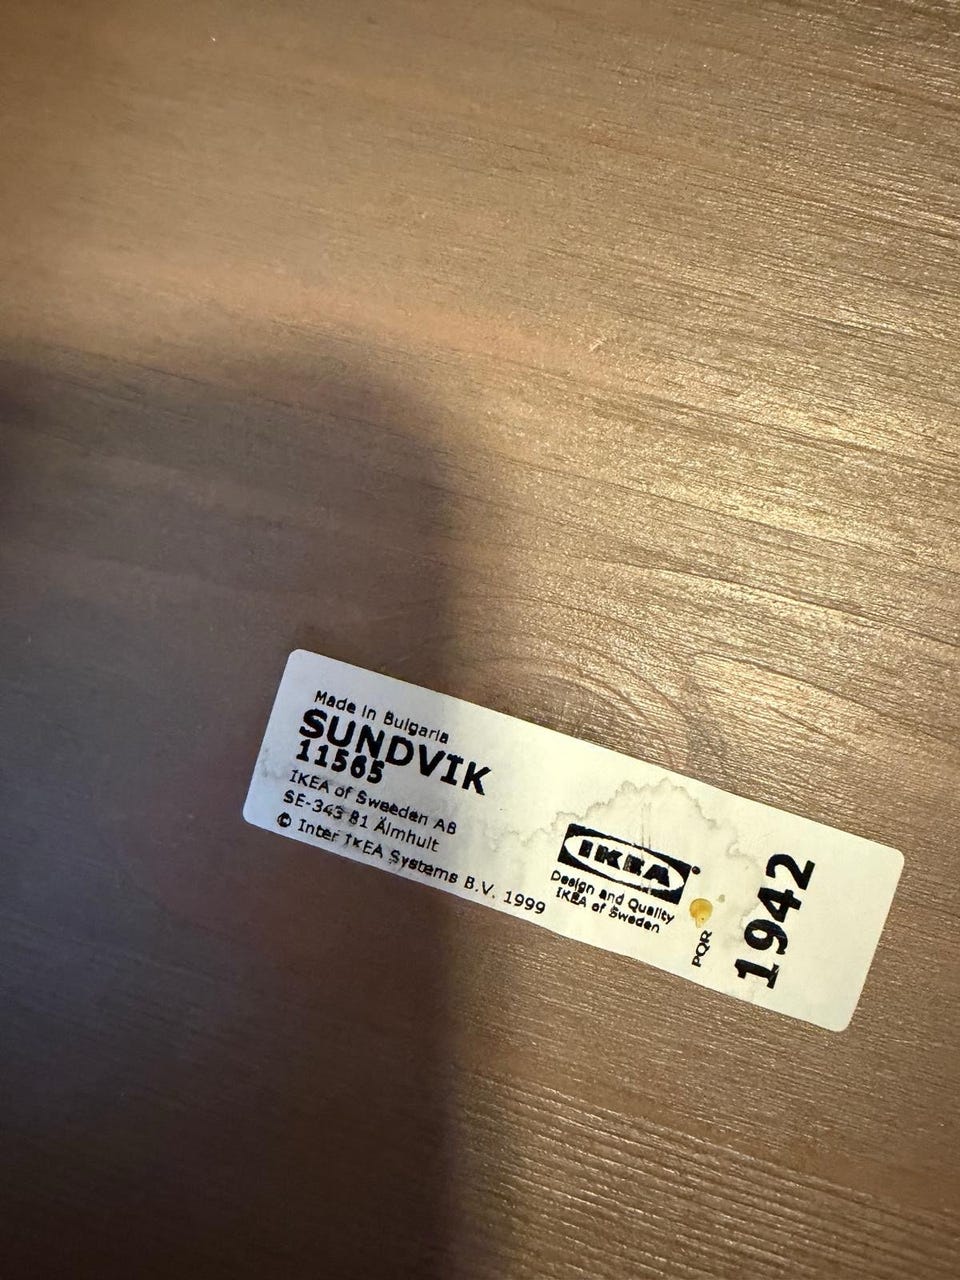 Made in Bulgaria
SUNDVIK
11565
IKEA of Sweeden AB
SE-343 81 Älmhult
© Inter IKEA Systems B.V. 1999
IKEA®
Design and Quality
IKEA of Sweden
PQR
1942